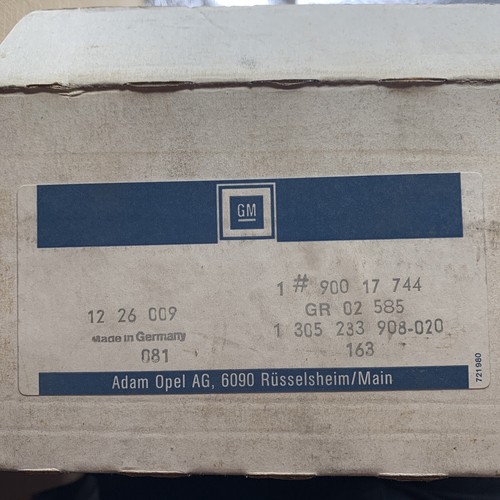 GM
1 # 900 17 744
12 26 009
GR 02 585
Made in Germany
1 305 233 908-020
081
163
Adam Opel AG, 6090 Rüsselsheim/Main
721980